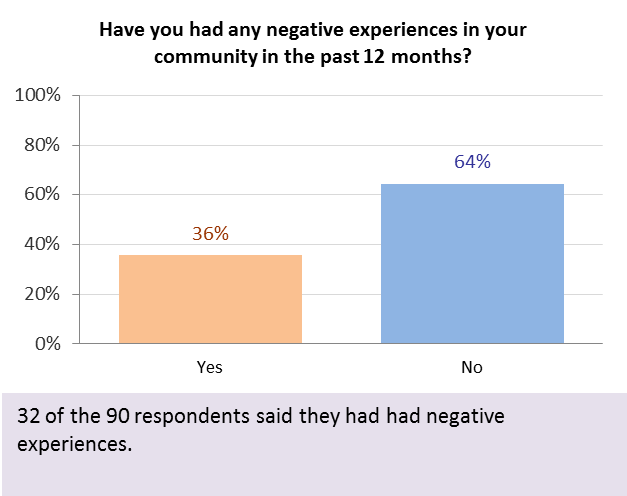 Have you had any negative experiences in your
community in the past 12 months?
100%
80%
60%
40%
20%
0%
36%
64%
Yes
No
32 of the 90 respondents said they had had negative
experiences.